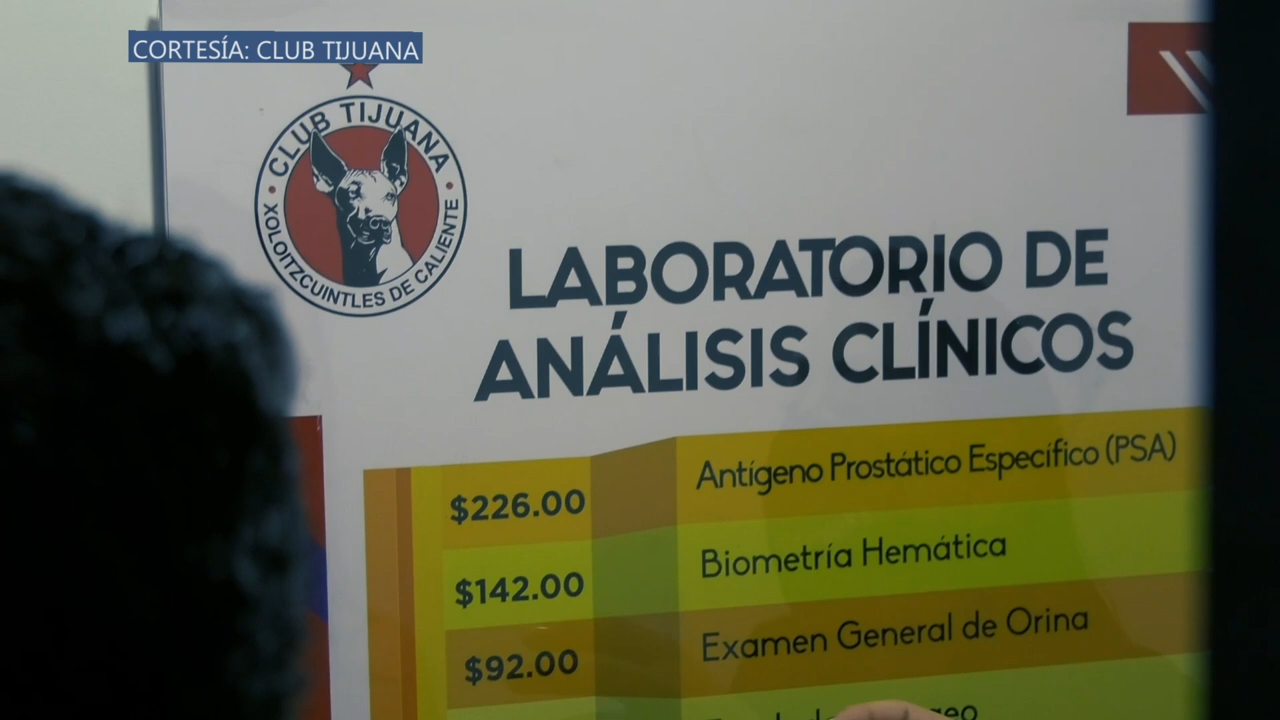 CORTESÍA: CLUB TIJUANA
CLUB TIJUANA
XOLOITZCUINTLES DE CALIENTE
LABORATORIO DE
ANÁLISIS CLÍNICOS
$226.00 Antígeno Prostático Específico (PSA)
$142.00 Biometría Hemática
$92.00 Examen General de Orina